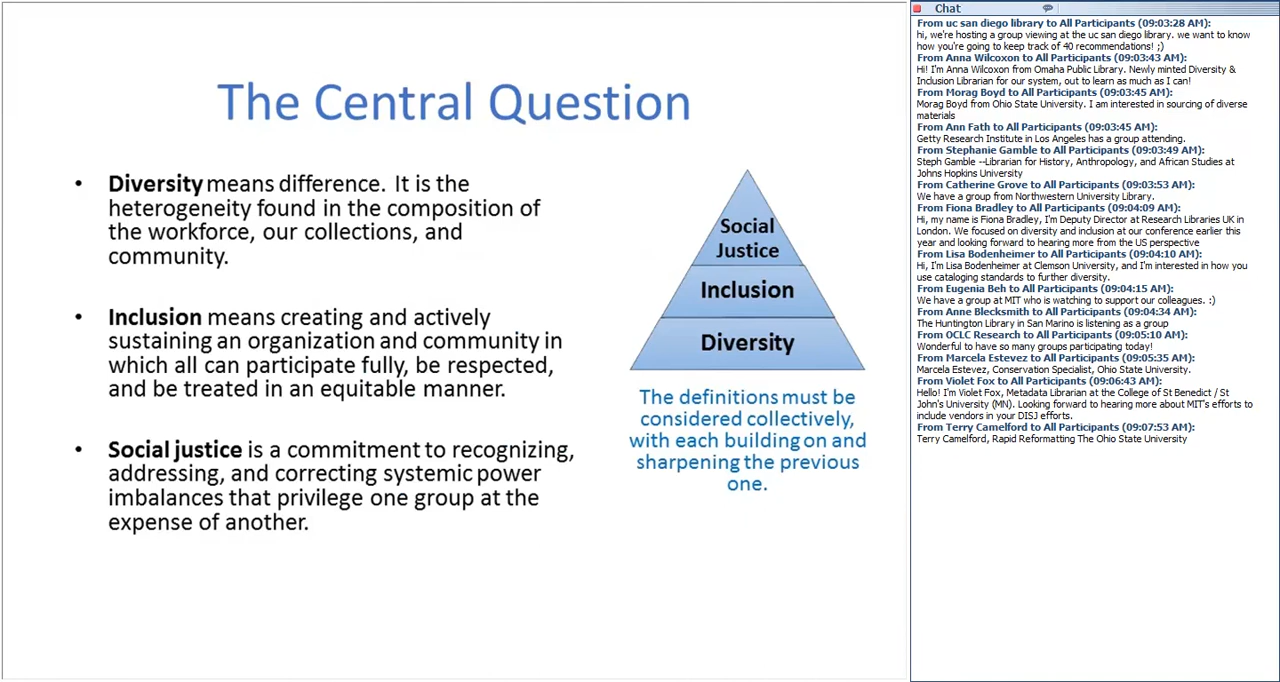 The Central Question
• Diversity means difference. It is the
heterogeneity found in the composition of
the workforce, our collections, and
community.
• Inclusion means creating and actively
sustaining an organization and community in
which all can participate fully, be respected,
and be treated in an equitable manner.
• Social justice is a commitment to recognizing,
addressing, and correcting systemic power
imbalances that privilege one group at the
expense of another.
Social
Justice
Inclusion
Diversity
The definitions must be
considered collectively,
with each building on and
sharpening the previous
one.
Chat
From uc san diego library to All Participants (09:03:28 AM):
hi, we're hosting a group viewing at the uc san diego library. we want to know
how you're going to keep track of 40 recommendations! ;)
From Anna Wilcoxon to All Participants (09:03:43 AM):
Hi! I'm Anna Wilcoxon from Omaha Public Library. Newly minted Diversity &
Inclusion Librarian for our system, out to learn as much as I can!
From Morag Boyd to All Participants (09:03:45 AM):
Morag Boyd from Ohio State University. I am interested in sourcing of diverse
materials
From Ann Fath to All Participants (09:03:45 AM):
Getty Research Institute in Los Angeles has a group attending.
From Stephanie Gamble to All Participants (09:03:49 AM):
Steph Gamble --Librarian for History, Anthropology, and African Studies at
Johns Hopkins University
From Catherine Grove to All Participants (09:03:53 AM):
We have a group from Northwestern University Library.
From Fiona Bradley to All Participants (09:04:09 AM):
Hi, my name is Fiona Bradley, I'm Deputy Director at Research Libraries UK in
London. We focused on diversity and inclusion at our conference earlier this
year and looking forward to hearing more from the US perspective
From Lisa Bodenheimer to All Participants (09:04:10 AM):
Hi, I'm Lisa Bodenheimer at Clemson University, and I'm interested in how you
use cataloging standards to further diversity.
From Eugenia Beh to All Participants (09:04:15 AM):
We have a group at MIT who is watching to support our colleagues. :)
From Anne Blecksmith to All Participants (09:04:34 AM):
The Huntington Library in San Marino is listening as a group
From OCLC Research to All Participants (09:05:10 AM):
Wonderful to have so many groups participating today!
From Marcela Estevez to All Participants (09:05:35 AM):
Marcela Estevez, Conservation Specialist, Ohio State University.
From Violet Fox to All Participants (09:06:43 AM):
Hello! I'm Violet Fox, Metadata Librarian at the College of St Benedict / St
John's University (MN). Looking forward to hearing more about MIT's efforts to
include vendors in your DISJ efforts.
From Terry Camelford to All Participants (09:07:53 AM):
Terry Camelford, Rapid Reformatting The Ohio State University